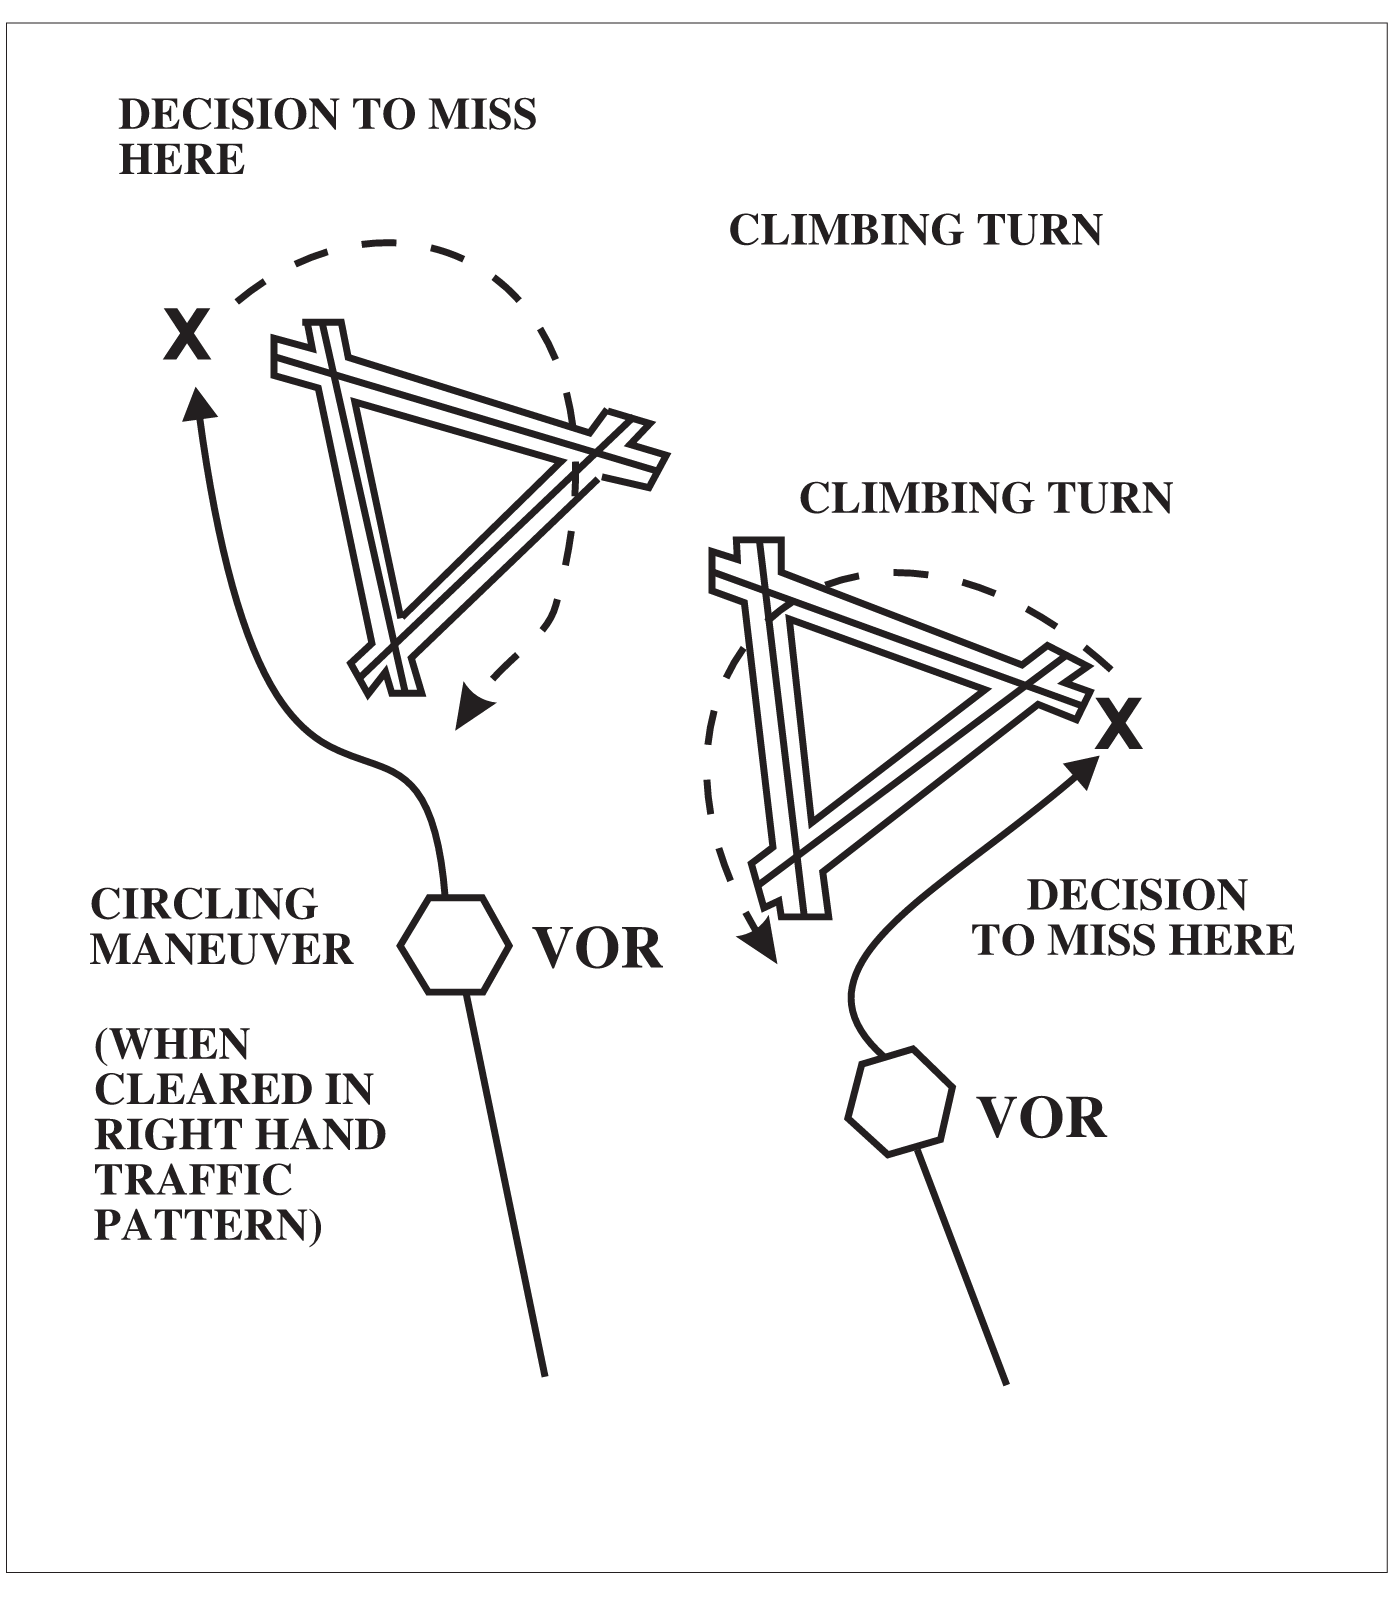 DECISION TO MISS
HERE
CLIMBING TURN
X
CLIMBING TURN
X
CIRCLING
MANEUVER
VOR
DECISION
TO MISS HERE
(WHEN
CLEARED IN
RIGHT HAND
TRAFFIC
PATTERN)
VOR